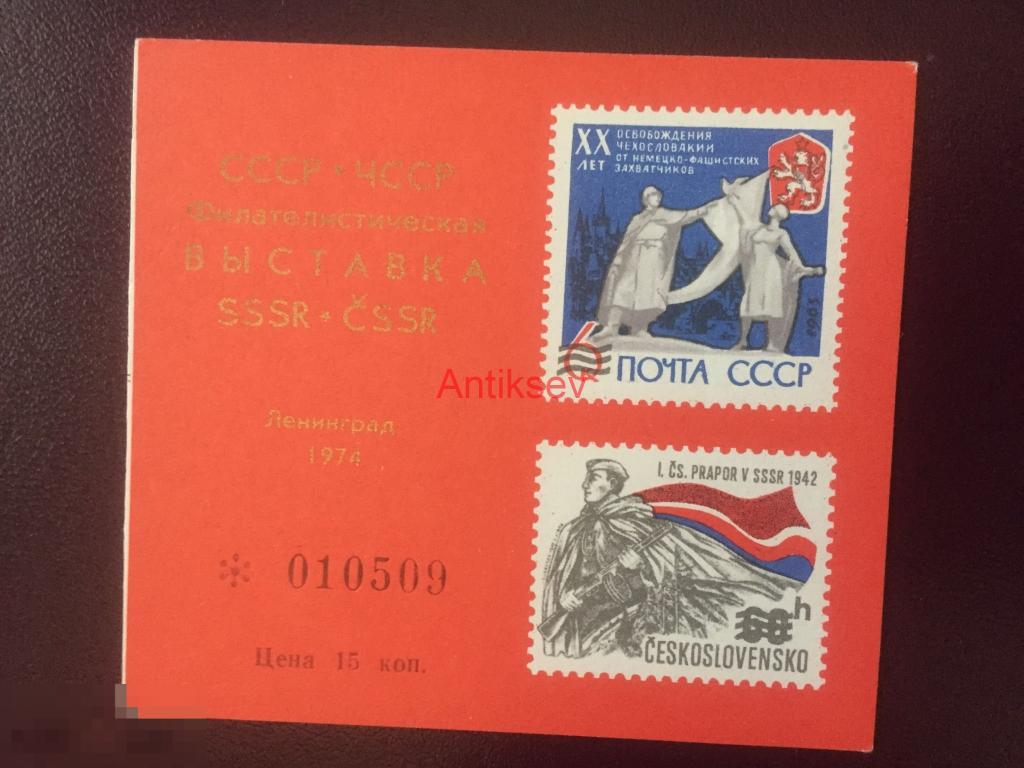 СССР * ЧССР
Филателистическая
ВЫСТАВКА
SSSR * ČSSR
Ленинград
1974
* 010509
Цена 15 коп.
XX ЛЕТ
ОСВОБОЖДЕНИЯ
ЧЕХОСЛОВАКИИ
ОТ НЕМЕЦКО-ФАШИСТСКИХ
ЗАХВАТЧИКОВ
1965
6
ПОЧТА СССР
Antiksev
I. ČS. PRAPOR V SSSR 1942
60h
ČESKOSLOVENSKO